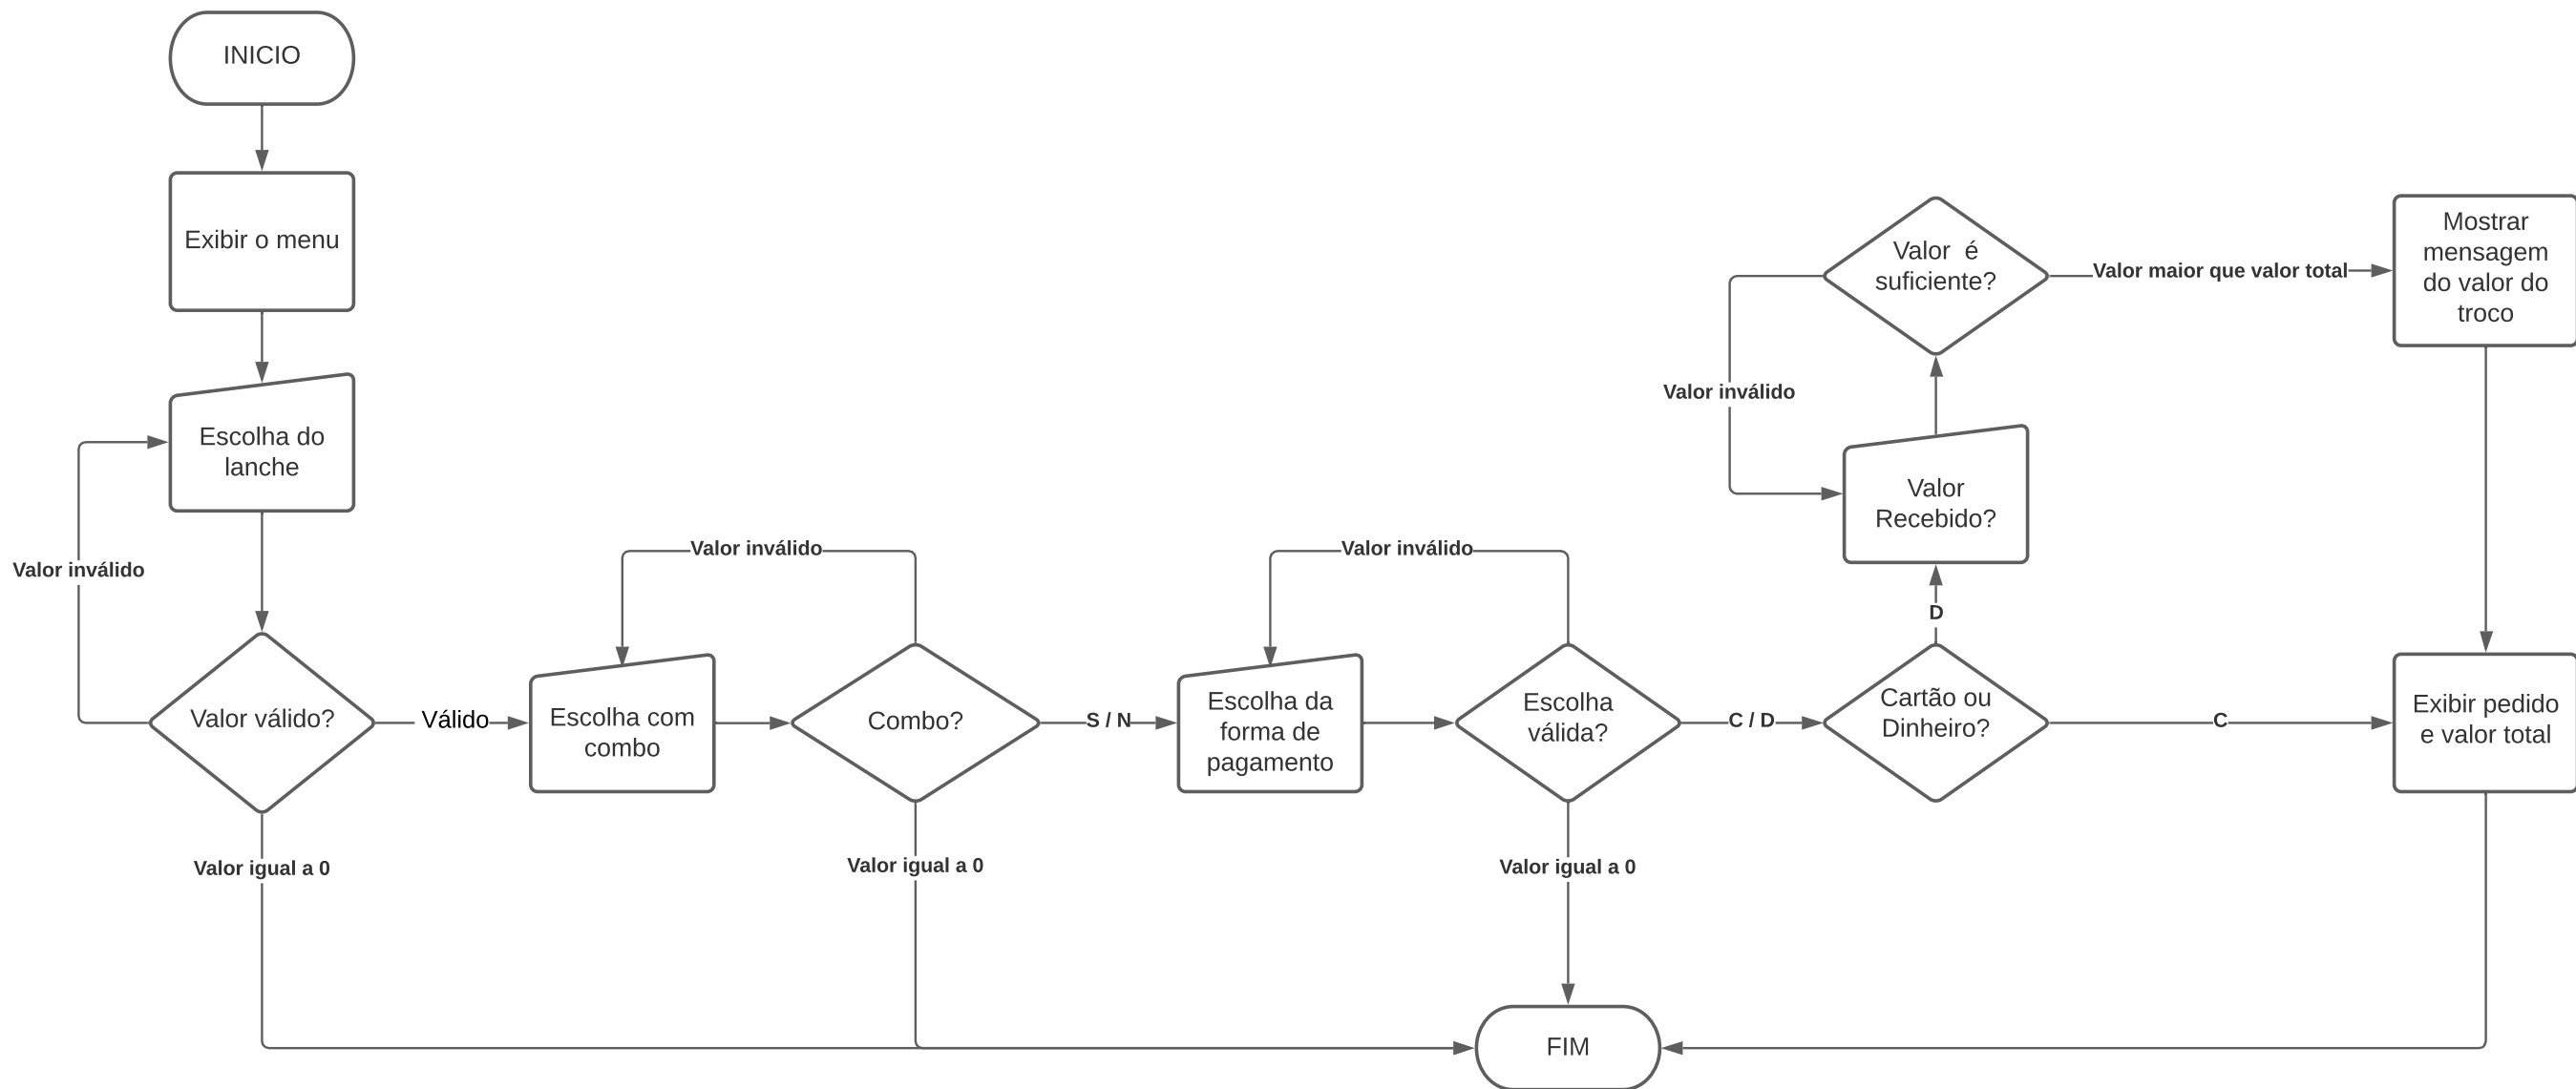 INICIO
Exibir o menu
Escolha do
lanche
Valor inválido
Valor válido?
Válido
Valor igual a 0
Valor inválido
Escolha com
combo
Combo?
S / N
Valor igual a 0
Valor inválido
Escolha da
forma de
pagamento
Escolha
válida?
C / D
Valor igual a 0
Cartão ou
Dinheiro?
D
C
Valor
Recebido?
Valor inválido
Valor  é
suficiente?
Valor maior que valor total
Mostrar
mensagem
do valor do
troco
Exibir pedido
e valor total
FIM